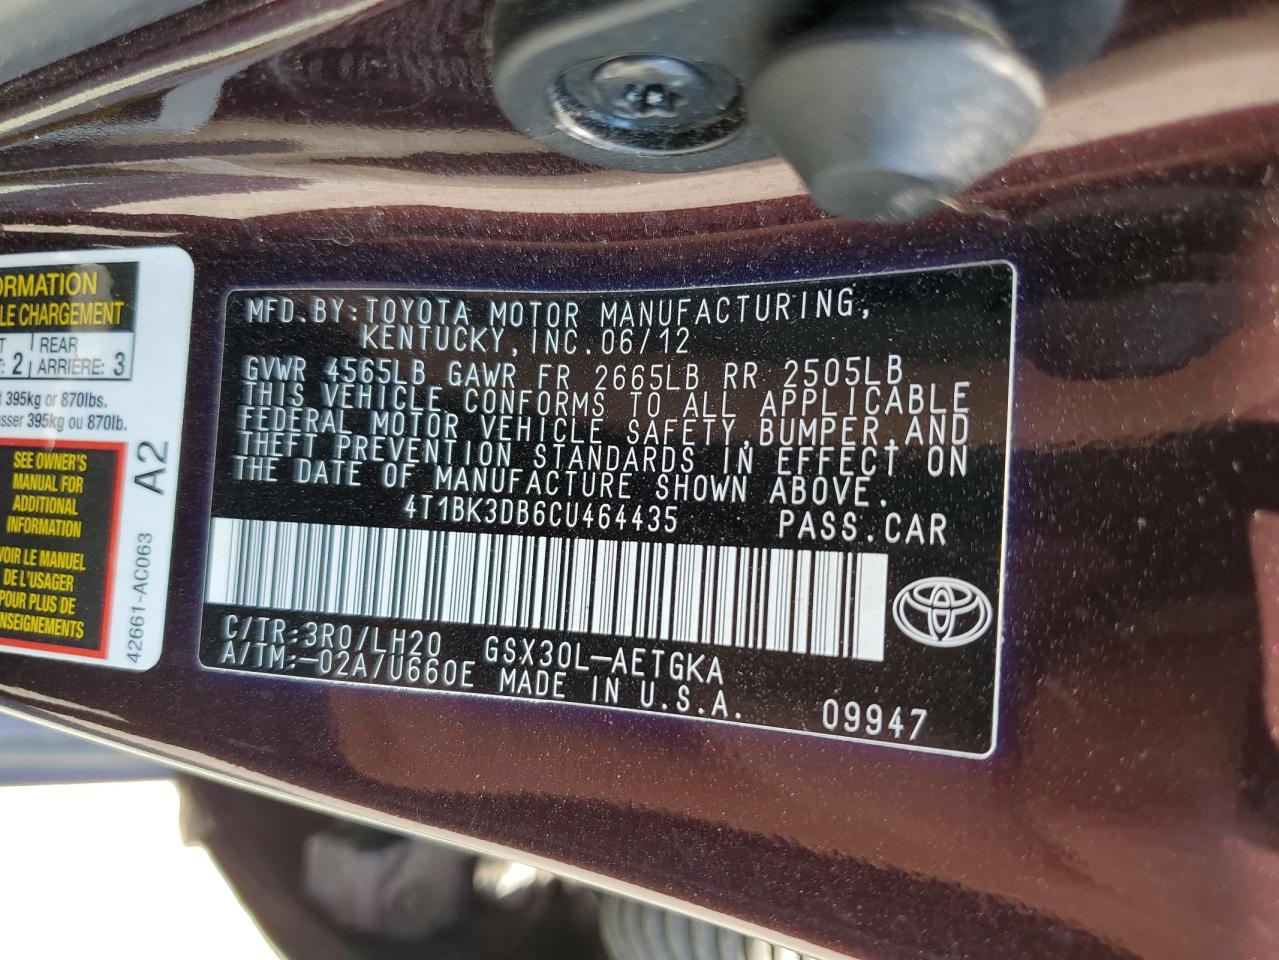 ORMATION
LE CHARGEMENT
2 REAR
ARRIERE: 3
395kg or 870lbs.
sser 395kg ou 870lb.
SEE OWNER'S
MANUAL FOR
ADDITIONAL
INFORMATION
VOIR LE MANUEL
DE L'USAGER
POUR PLUS DE
NSEIGNEMENTS
A2
42661-AC063
MFD.BY:TOYOTA MOTOR MANUFACTURING,
KENTUCKY,INC.06/12
GVWR 4565LB GAWR FR 2665LB RR 2505LB
THIS VEHICLE CONFORMS TO ALL APPLICABLE
FEDERAL MOTOR VEHICLE SAFETY,BUMPER,AND
THEFT PREVENTION STANDARDS IN EFFECT ON
THE DATE OF MANUFACTURE SHOWN ABOVE.
4T1BK3DB6CU464435 PASS.CAR
C/TR:3R0/LH20 GSX30L-AETGKA
A/TM:-02A/U660E MADE IN U.S.A.
09947